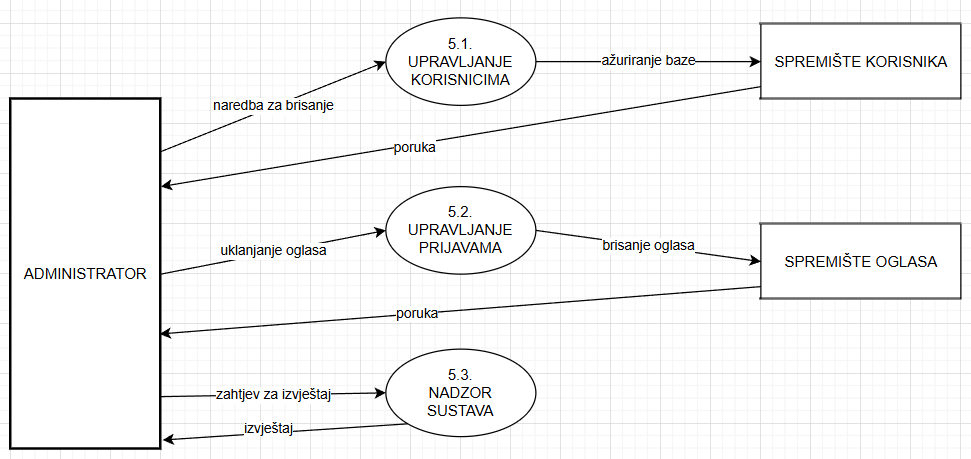 5.1.
UPRAVLJANJE
KORISNICIMA
ažuriranje baze
SPREMIŠTE KORISNIKA
naredba za brisanje
poruka
5.2.
UPRAVLJANJE
PRIJAVAMA
uklanjanje oglasa
brisanje oglasa
ADMINISTRATOR
SPREMIŠTE OGLASA
poruka
5.3.
NADZOR
SUSTAVA
zahtjev za izvještaj
izvještaj